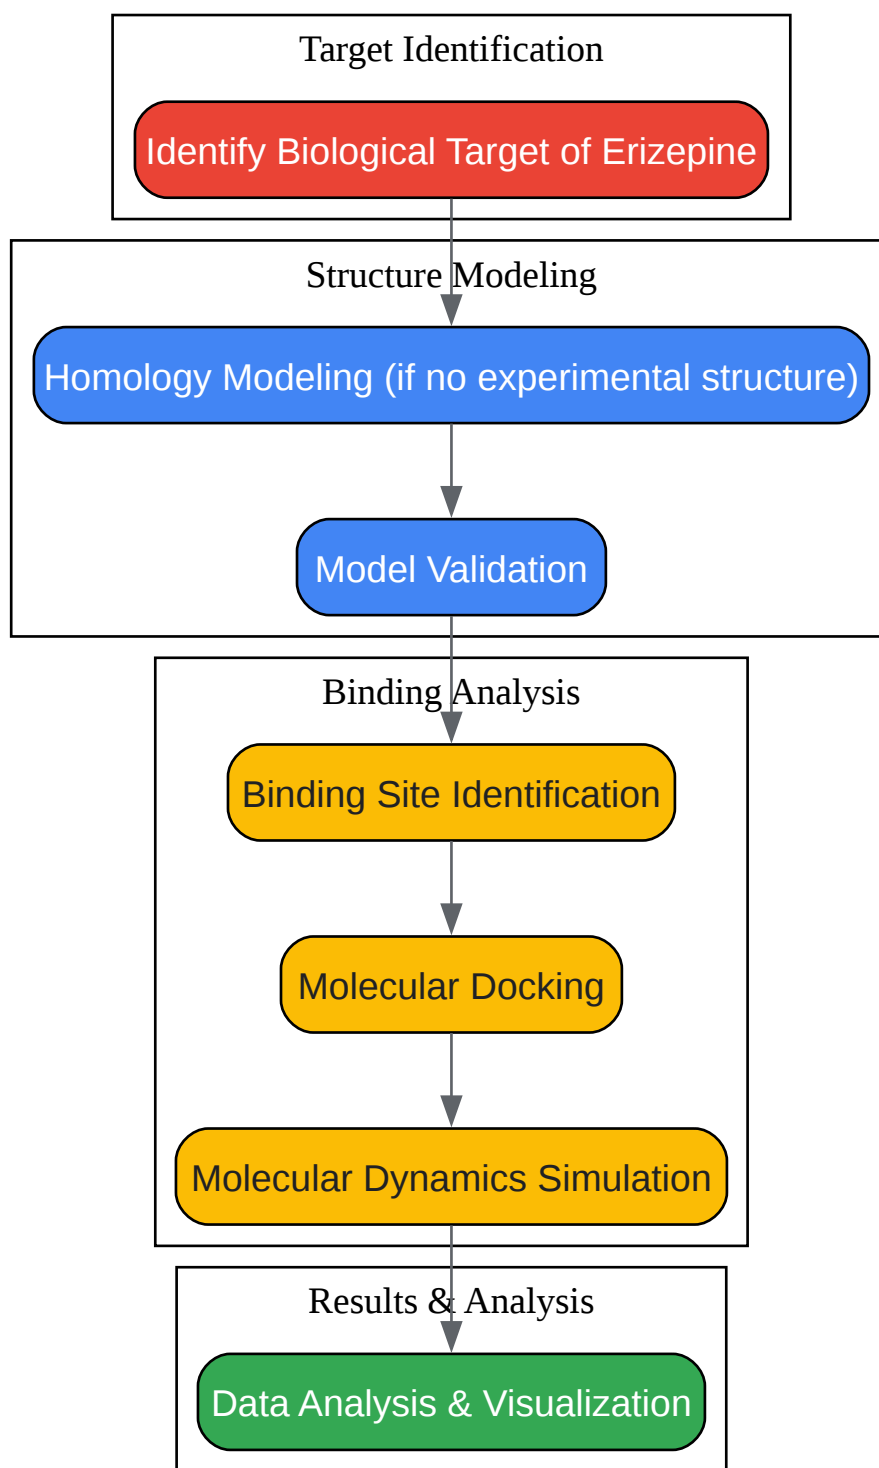 Target Identification
Identify Biological Target of Erizepine
Structure Modeling
Homology Modeling (if no experimental structure)
Model Validation
Binding Analysis
Binding Site Identification
Molecular Docking
Molecular Dynamics Simulation
Results & Analysis
Data Analysis & Visualization